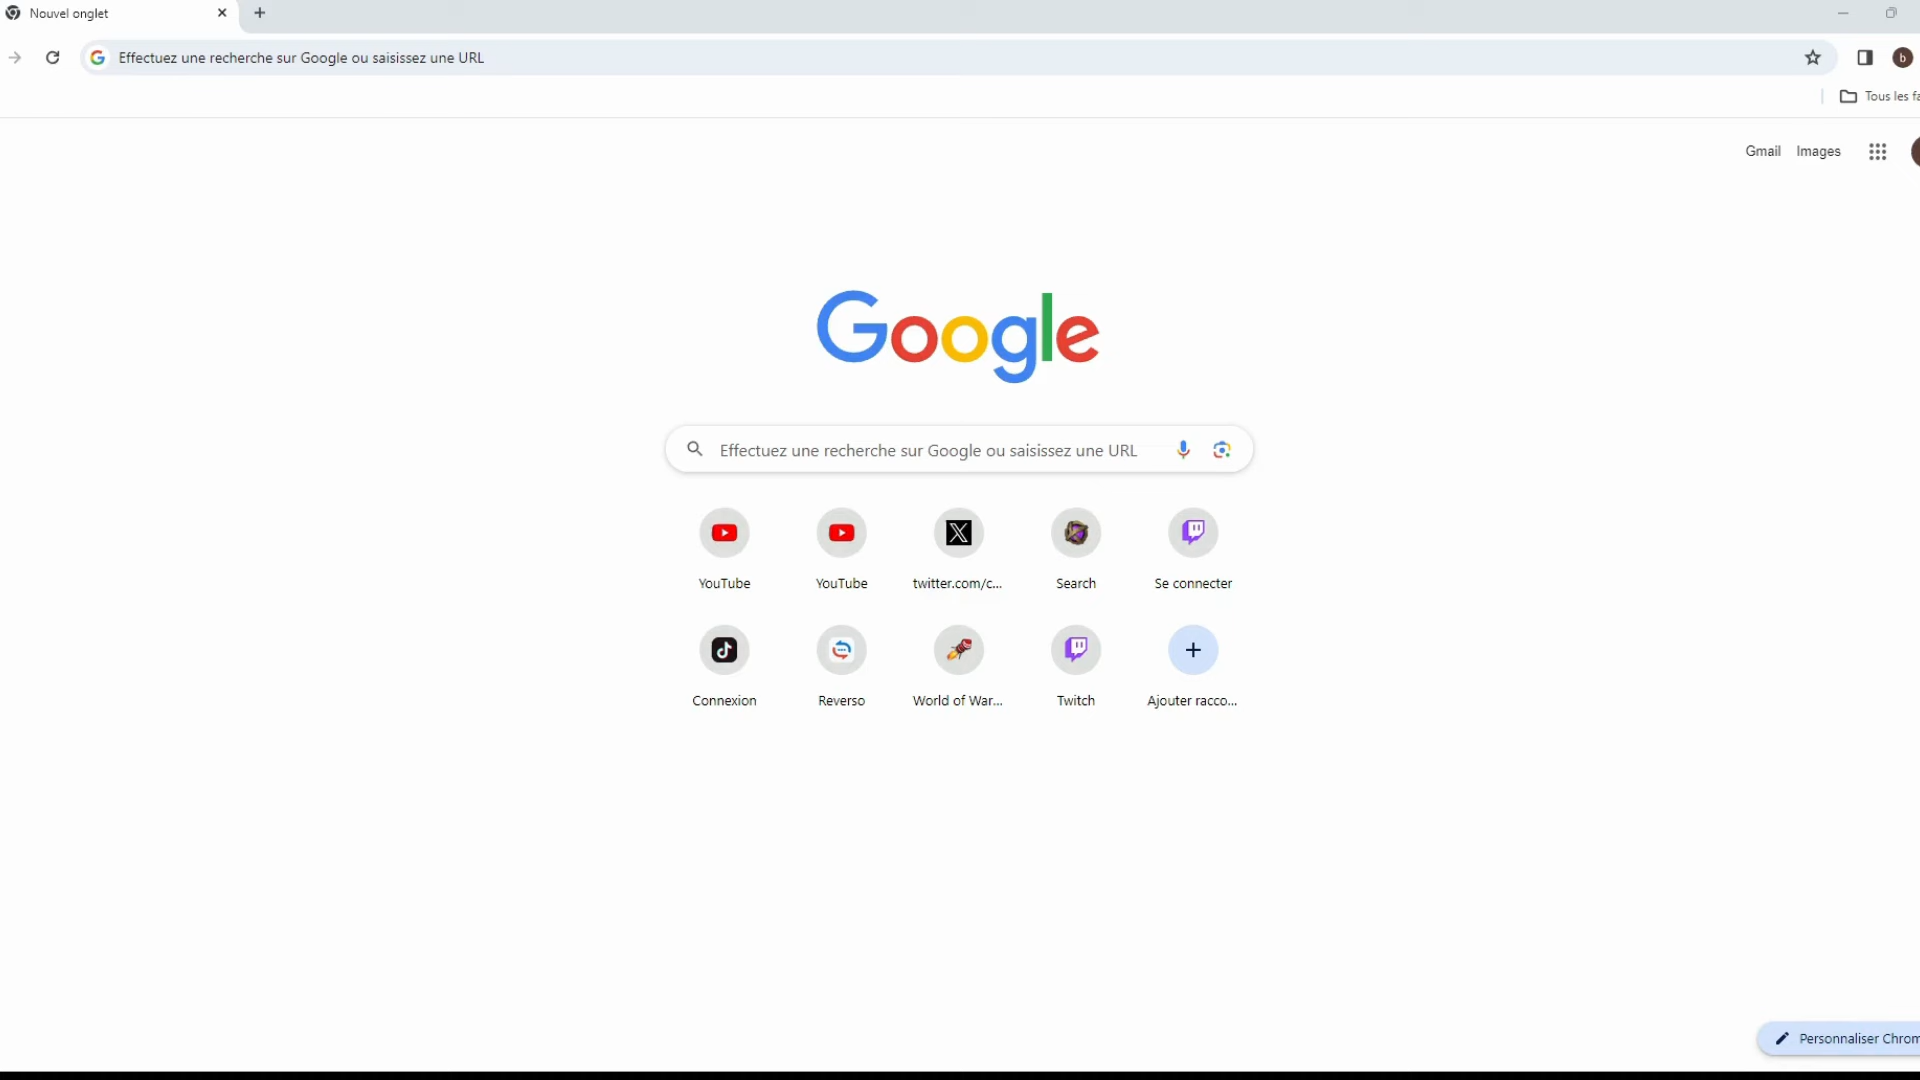 Nouvel onglet
Effectuez une recherche sur Google ou saisissez une URL
b
Tous les fa
Gmail Images
Google
Effectuez une recherche sur Google ou saisissez une URL
YouTube YouTube twitter.com/c... Search Se connecter
Connexion Reverso World of War... Twitch Ajouter racco...
Personnaliser Chrom